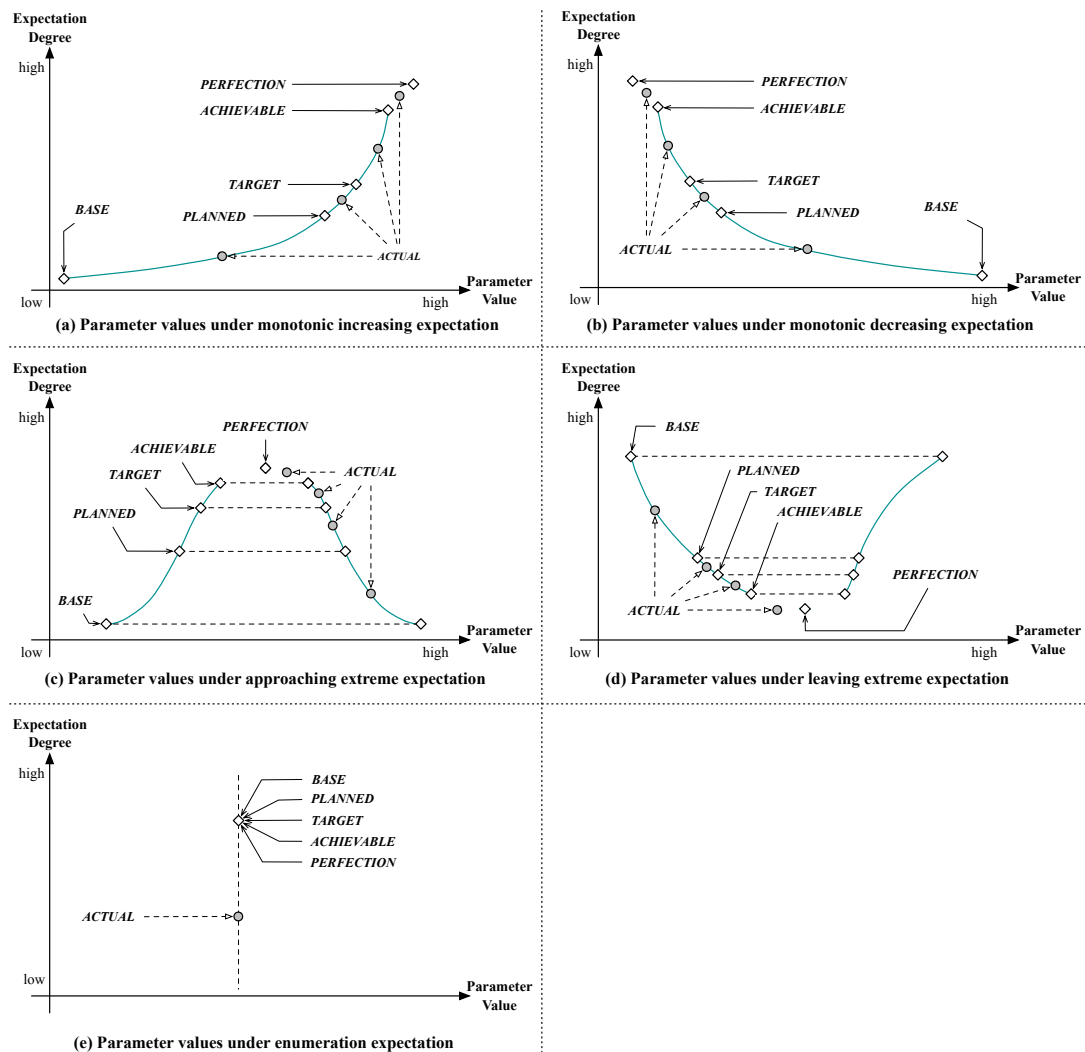 Expectation
Degree
high
PERFECTION
ACHIEVABLE
TARGET
BASE
PLANNED
ACTUAL
low
high
Parameter
Value
(a) Parameter values under monotonic increasing expectation
Expectation
Degree
high
PERFECTION
ACHIEVABLE
TARGET
PLANNED
BASE
ACTUAL
low
high
Parameter
Value
(b) Parameter values under monotonic decreasing expectation
Expectation
Degree
high
PERFECTION
ACHIEVABLE
TARGET
ACTUAL
PLANNED
BASE
low
high
Parameter
Value
(c) Parameter values under approaching extreme expectation
Expectation
Degree
high
BASE
PLANNED
TARGET
ACHIEVABLE
PERFECTION
ACTUAL
low
high
Parameter
Value
(d) Parameter values under leaving extreme expectation
Expectation
Degree
high
BASE
PLANNED
TARGET
ACHIEVABLE
PERFECTION
ACTUAL
low
Parameter
Value
(e) Parameter values under enumeration expectation